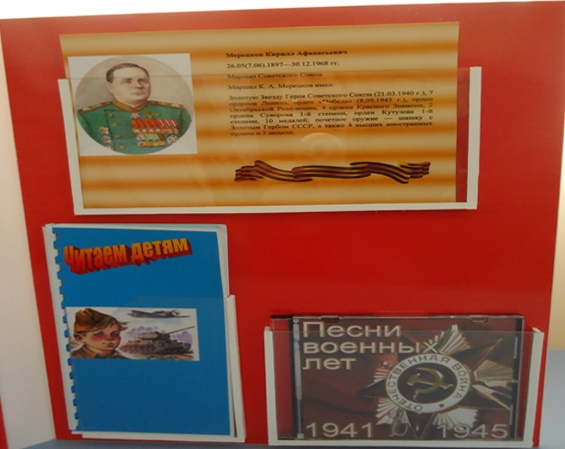 Мерецков Кирилл Афанасьевич
26.05(7.06).1897—30.12.1968 гг.
Маршал Советского Союза
Маршал К. А. Мерецков имел:
Золотую Звезду Героя Советского Союза (21.03.1940 г.), 7
орденов Ленина, орден «Победа» (8.09.1945 г.), орден
Октябрьской Революции, 4 ордена Красного Знамени, 2
ордена Суворова 1-й степени, орден Кутузова 1-й
степени, 10 медалей; почетное оружие — шашку с
Золотым Гербом СССР, а также 4 высших иностранных
ордена и 3 медали.
Читаем детям
Песни
военных
лет
ОТЕЧЕСТВЕННАЯ ВОЙНА
1941 1945